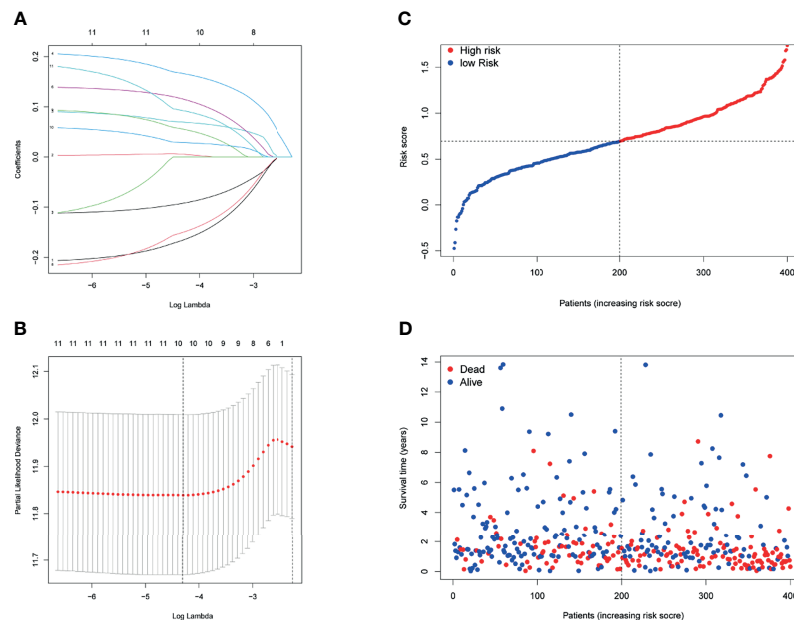 A
11 11 10 8
0.2
0.1
0.0
-0.1
-0.2
Coefficients
-6 -5 -4 -3
Log Lambda
B
11 11 11 11 11 11 11 10 10 10 9 9 8 6 1
12.1
12.0
11.9
11.8
11.7
Partial Likelihood Deviance
-6 -5 -4 -3
Log Lambda
C
High risk
low Risk
1.5
1.0
0.5
0.0
-0.5
Risk score
0 100 200 300 400
Patients (increasing risk socre)
D
Dead
Alive
14
12
10
8
6
4
2
0
Survival time (years)
0 100 200 300 400
Patients (increasing risk socre)